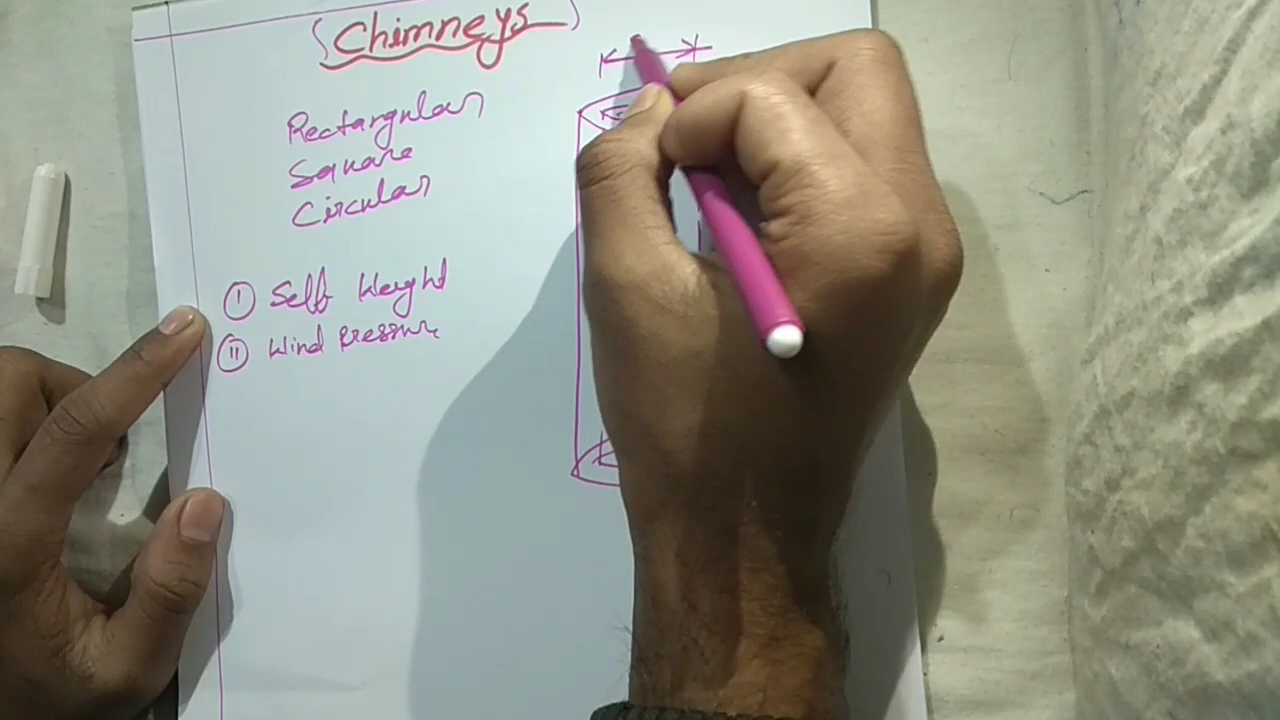 Chimneys
Rectangular
Square
Circular
I Self Weight
II Wind Pressure